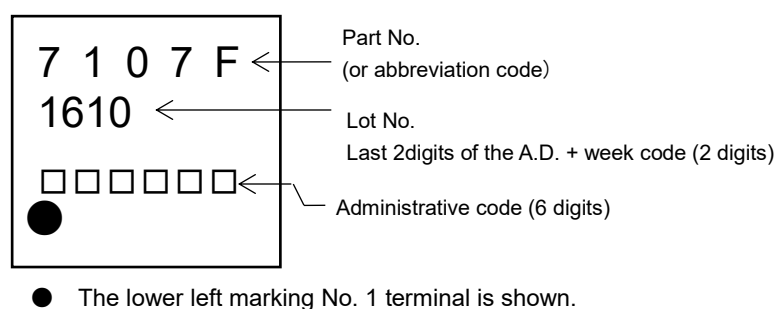 7 1 0 7 F
Part No.
(or abbreviation code)
1610
Lot No.
Last 2digits of the A.D. + week code (2 digits)
□□□□□□
Administrative code (6 digits)
● The lower left marking No. 1 terminal is shown.